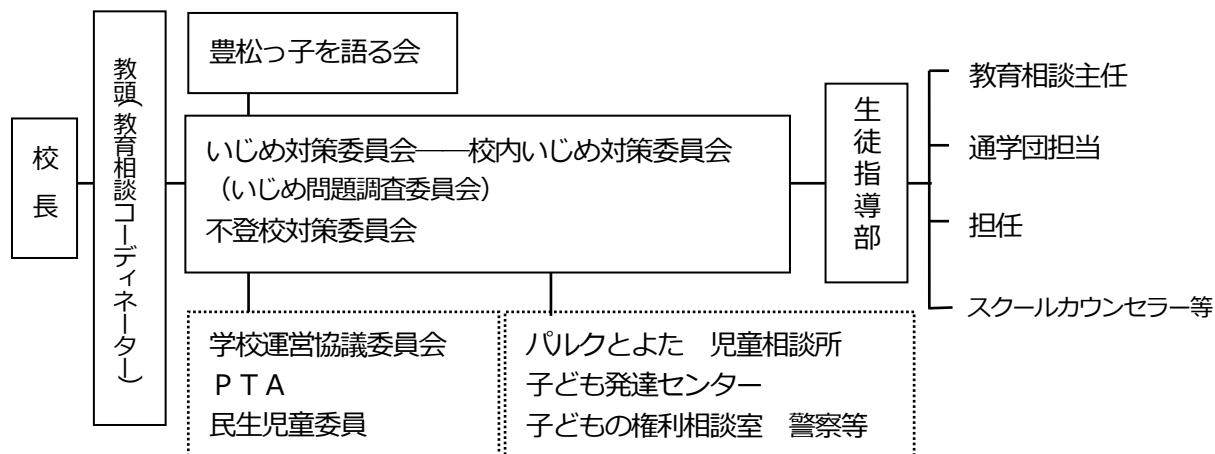 校長
教頭（教育相談コーディネーター）
豊松っ子を語る会
いじめ対策委員会――校内いじめ対策委員会
（いじめ問題調査委員会）
不登校対策委員会
学校運営協議委員会
ＰＴＡ
民生児童委員
パルクとよた　児童相談所
子ども発達センター
子どもの権利相談室　警察等
生徒指導部
教育相談主任
通学団担当
担任
スクールカウンセラー等